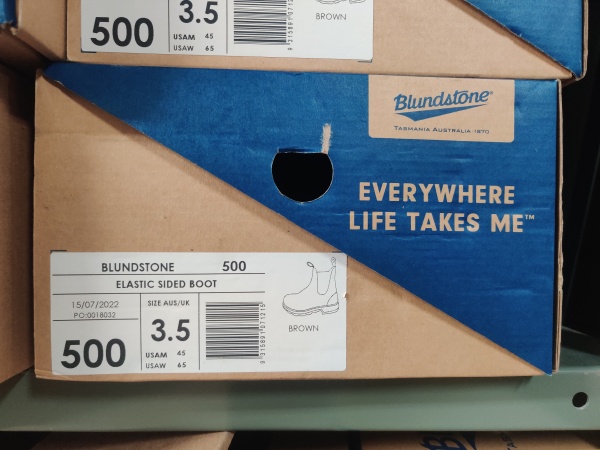 500
3.5
USAM 45
USAW 65
BROWN
Blundstone®
TASMANIA AUSTRALIA·1870
EVERYWHERE
LIFE TAKES ME™
BLUNDSTONE 500
ELASTIC SIDED BOOT
15/07/2022
PO:0018032
SIZE AUS/UK
3.5
500
USAM 45
USAW 65
BROWN